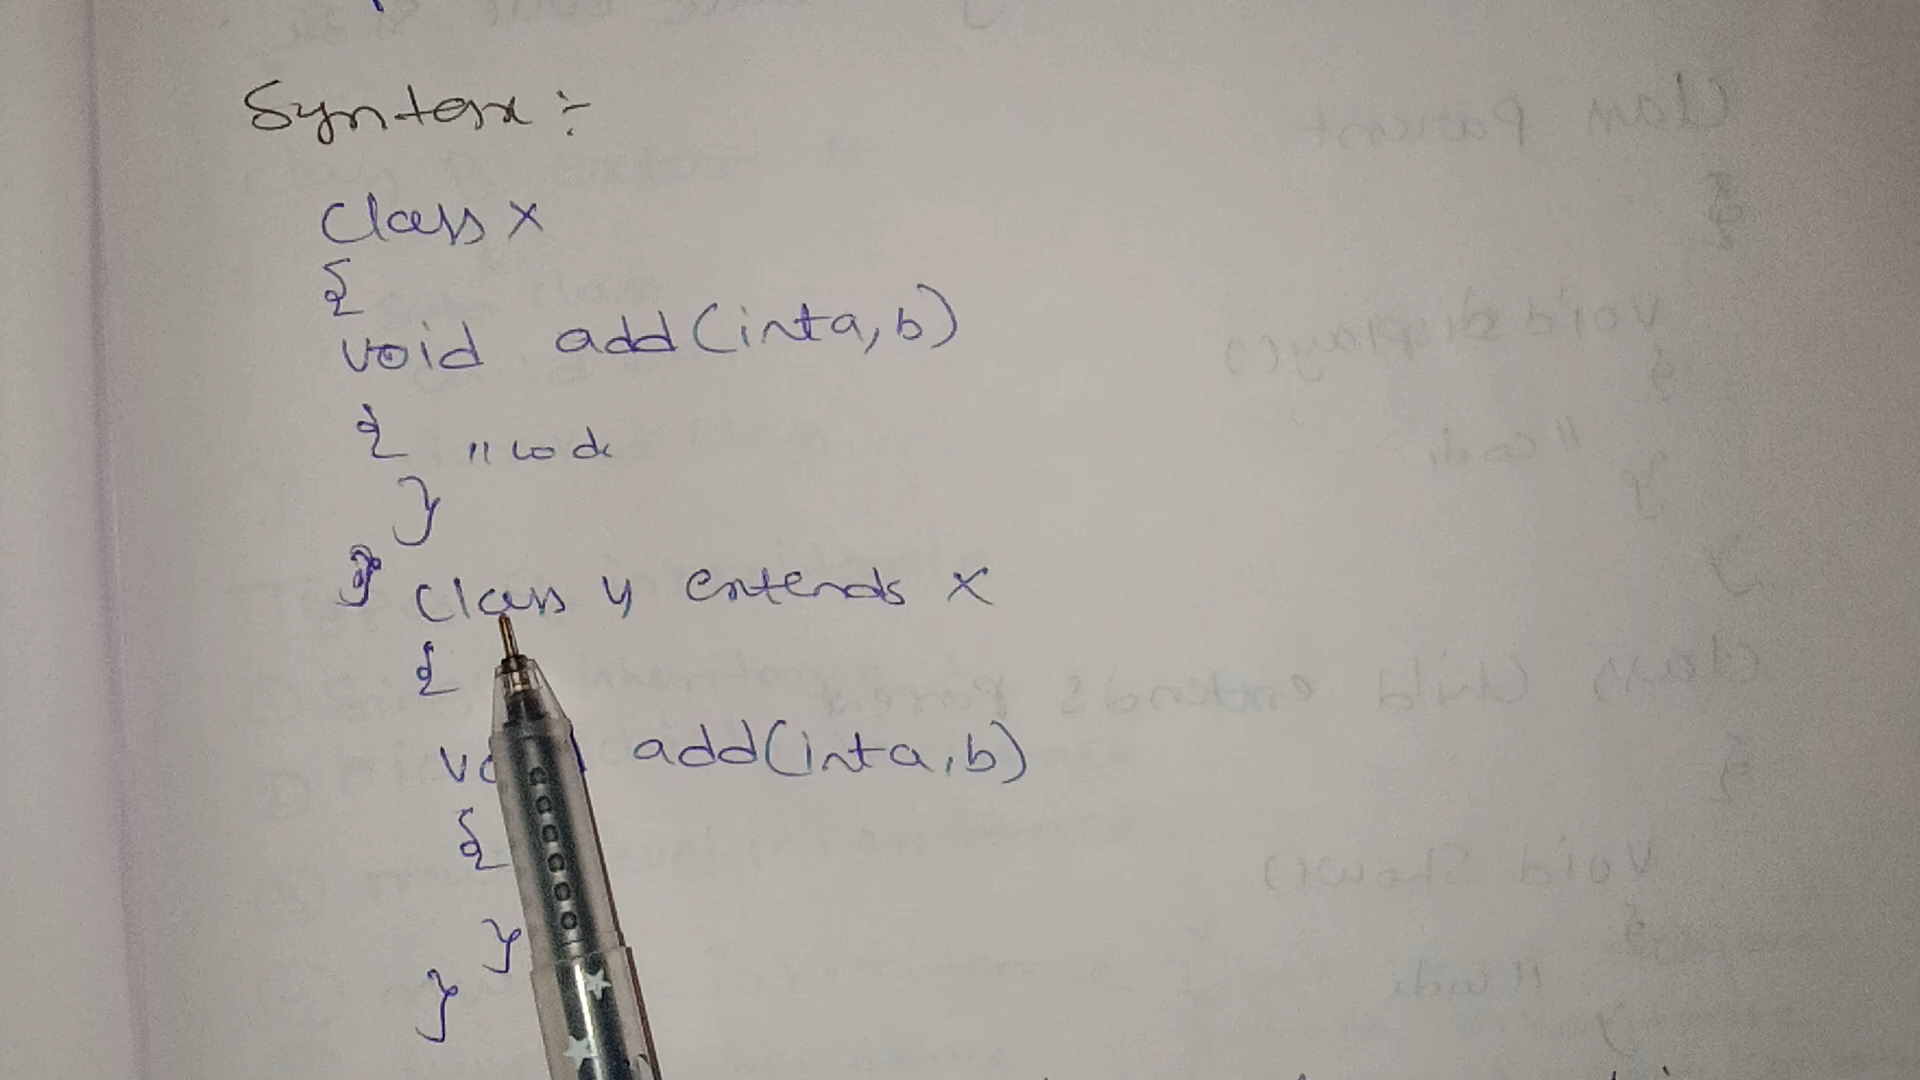 Syntax :-
Class X
{
void add(int a, b)
{ // code
}
} Class y extends X
{
add(int a, b)
{
}
}